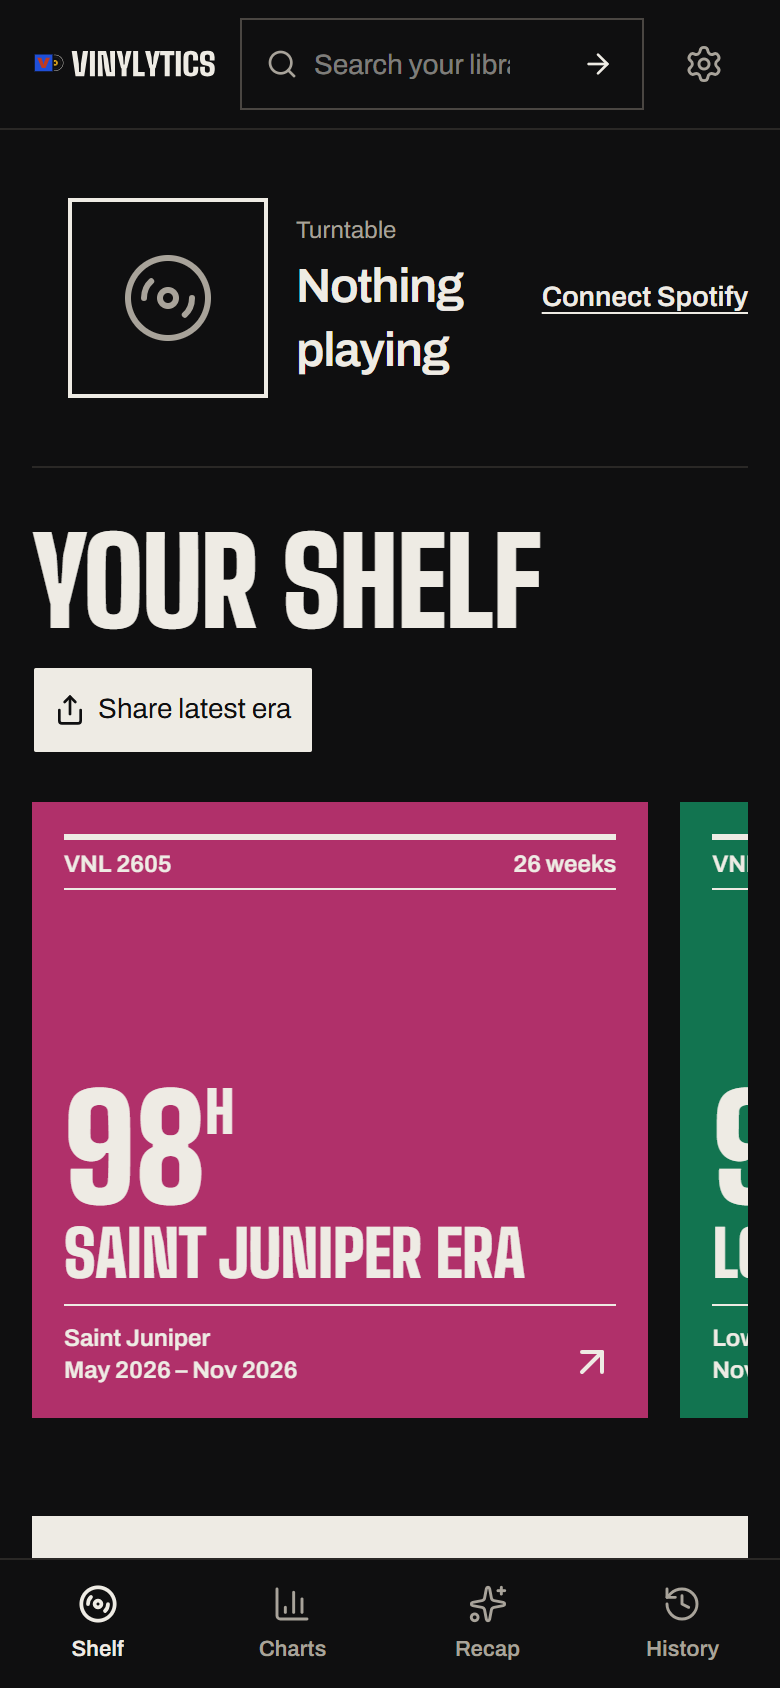 VINYLYTICS
Search your libr
Turntable
Nothing
playing
Connect Spotify
YOUR SHELF
Share latest era
VNL 2605
26 weeks
98H
SAINT JUNIPER ERA
Saint Juniper
May 2026 – Nov 2026
Shelf
Charts
Recap
History